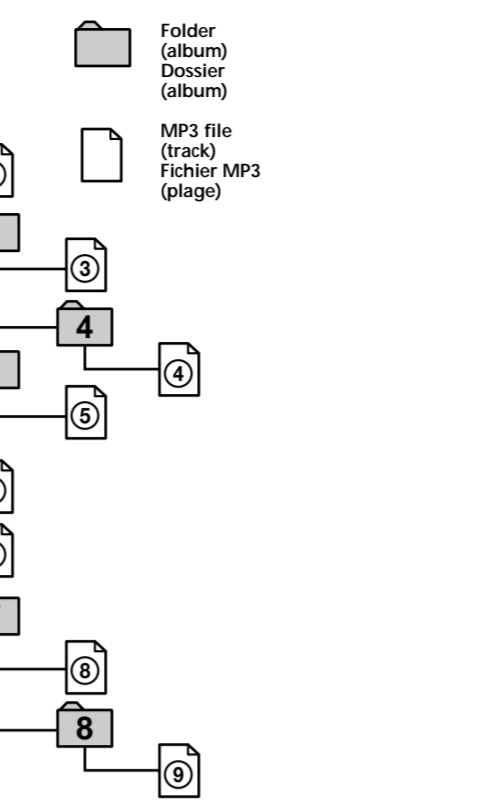 Folder
(album)
Dossier
(album)
MP3 file
(track)
Fichier MP3
(plage)
3
4
4
5
8
8
9